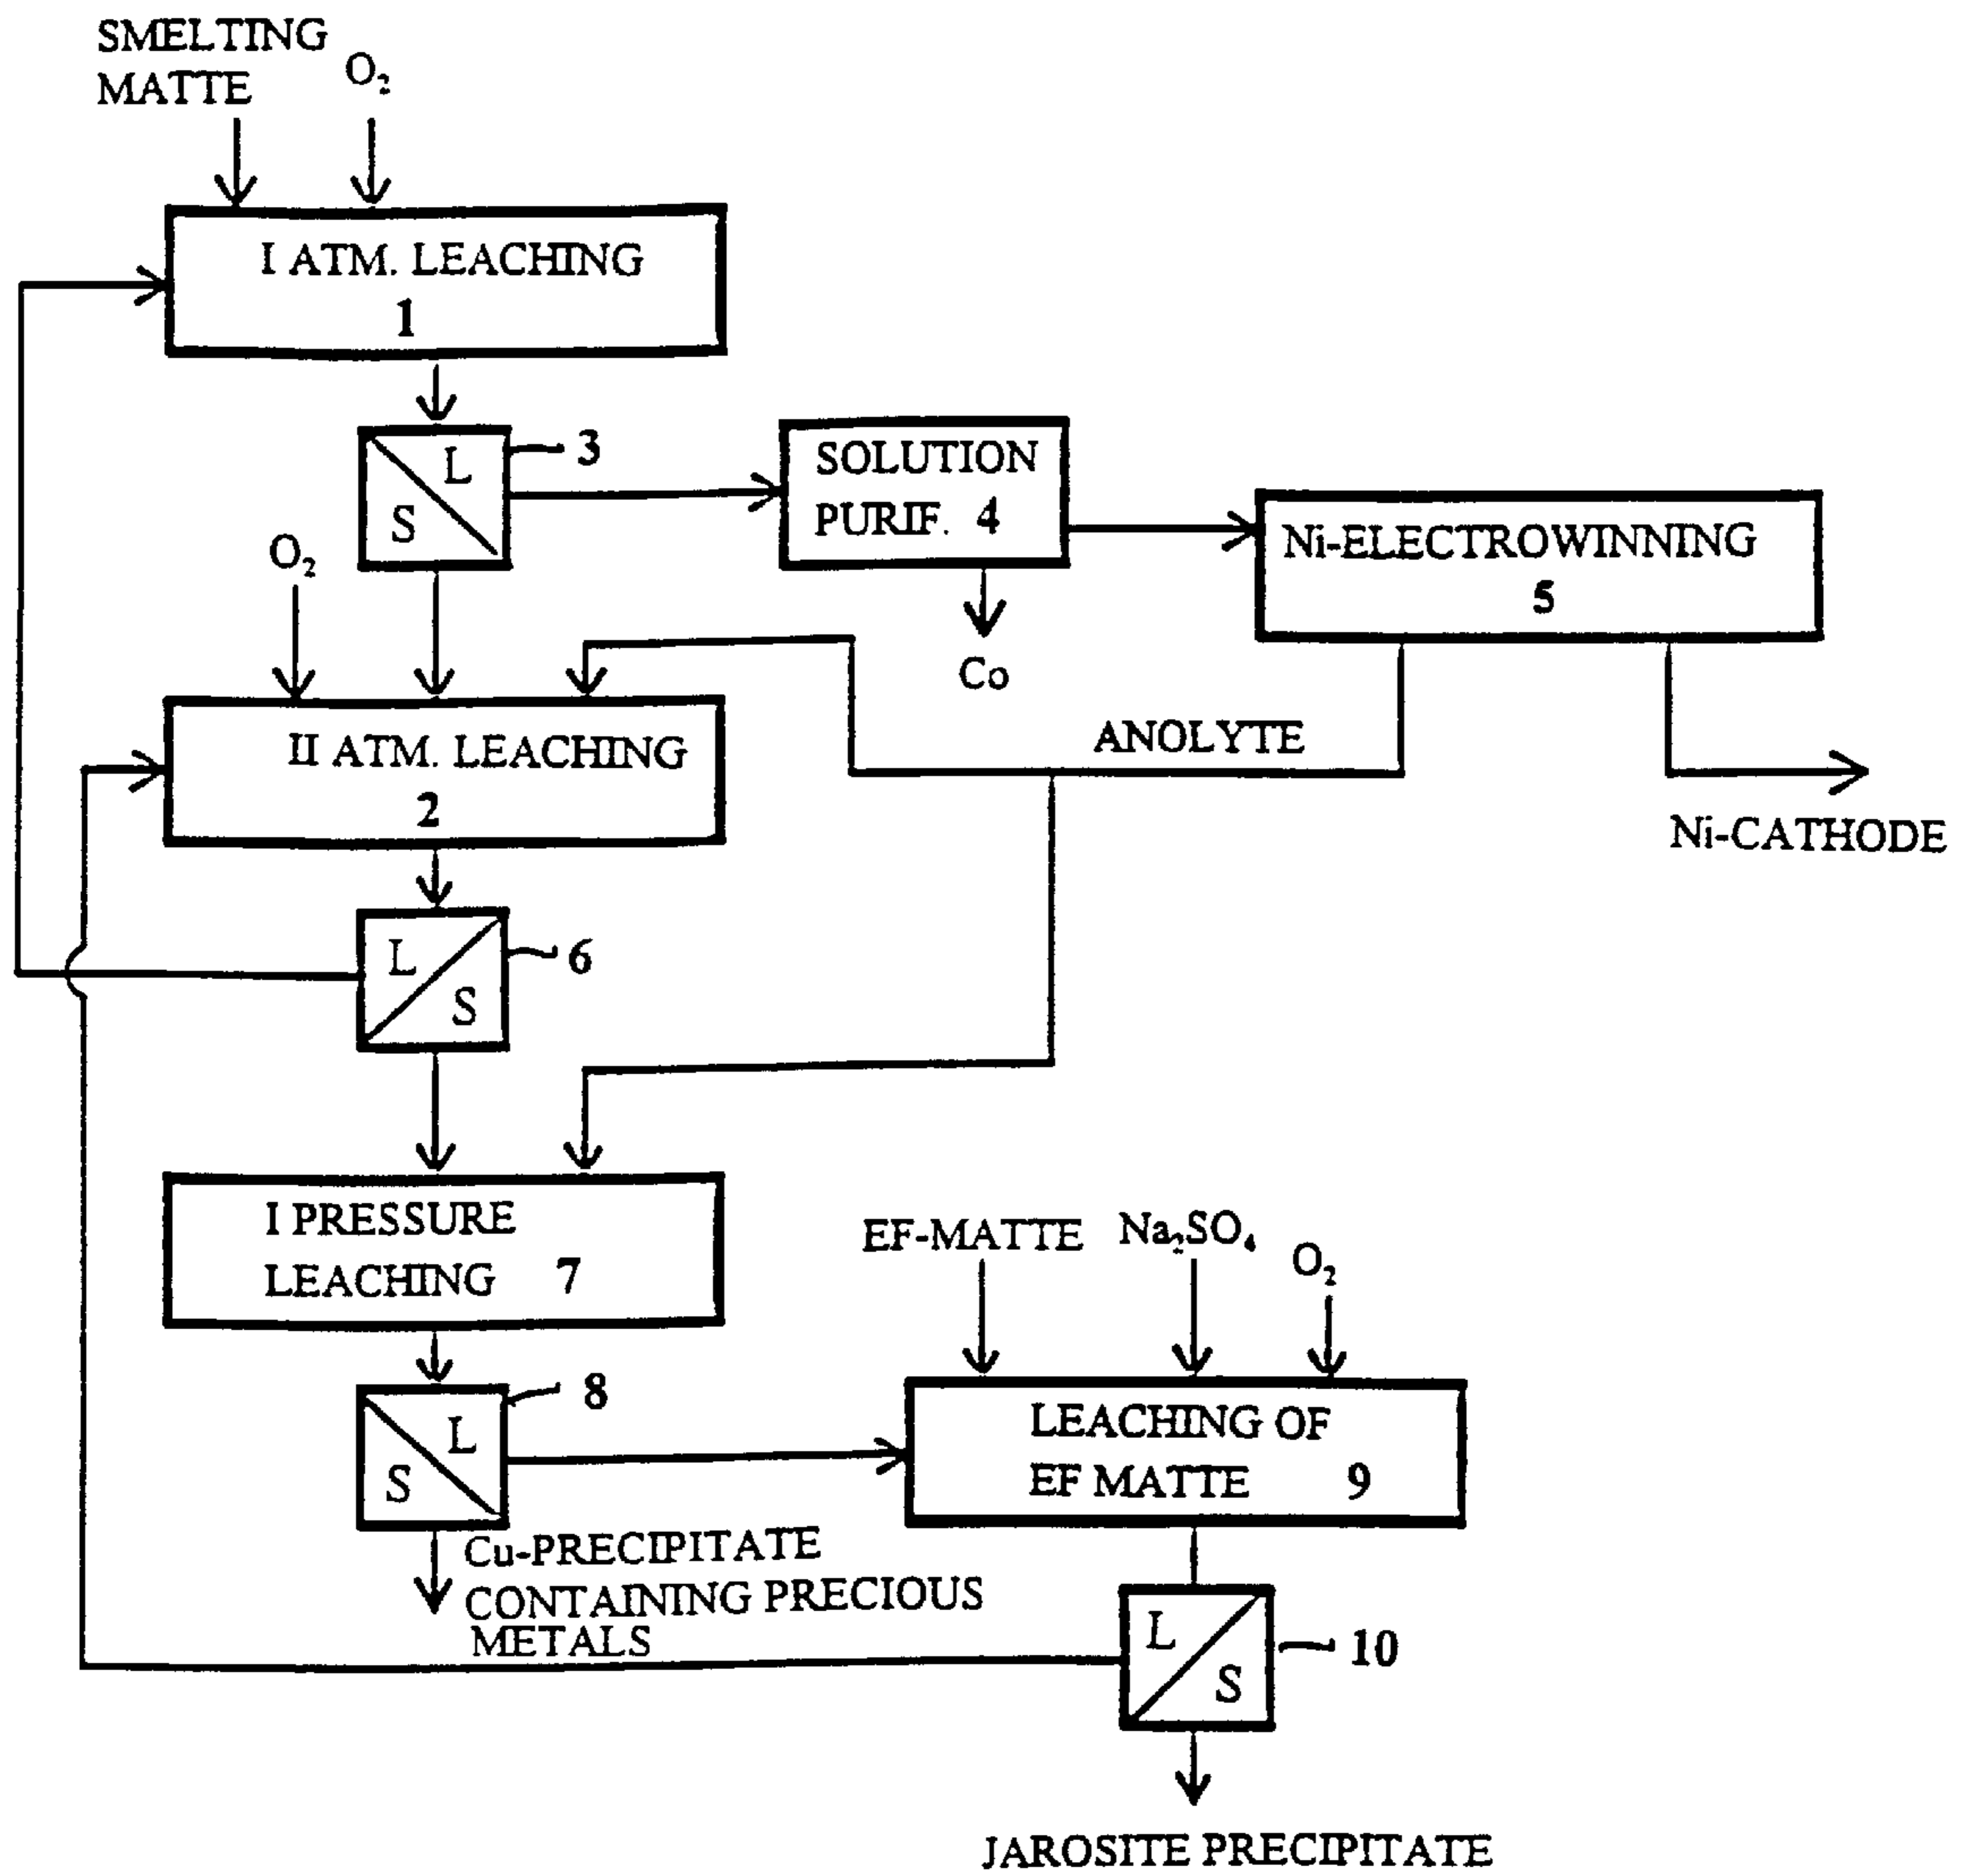 SMELTING
MATTE
O₂
I ATM. LEACHING
1
L
S
3
SOLUTION
PURIF. 4
Ni-ELECTROWINNING
5
O₂
Co
ANOLYTE
Ni-CATHODE
II ATM. LEACHING
2
L
S
6
I PRESSURE
LEACHING 7
EF-MATTE
Na₂SO₄
O₂
L
S
8
LEACHING OF
EF MATTE 9
Cu-PRECIPITATE
CONTAINING PRECIOUS
METALS
L
S
10
JAROSITE PRECIPITATE